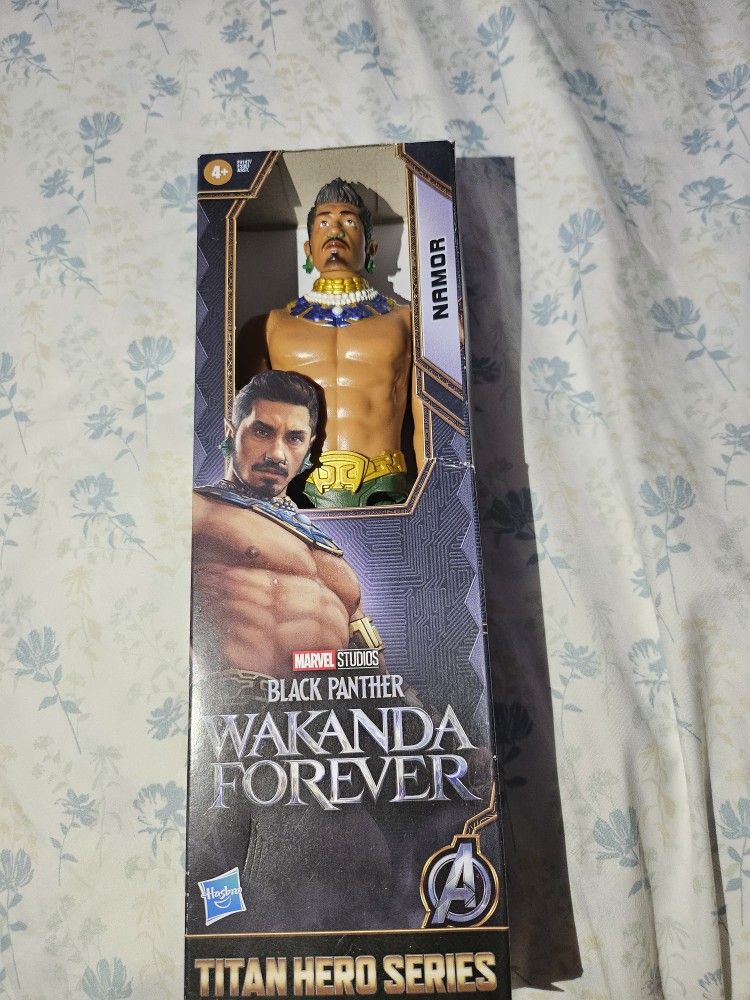 4+
NAMOR
MARVEL STUDIOS
BLACK PANTHER
WAKANDA
FOREVER
Hasbro
TITAN HERO SERIES